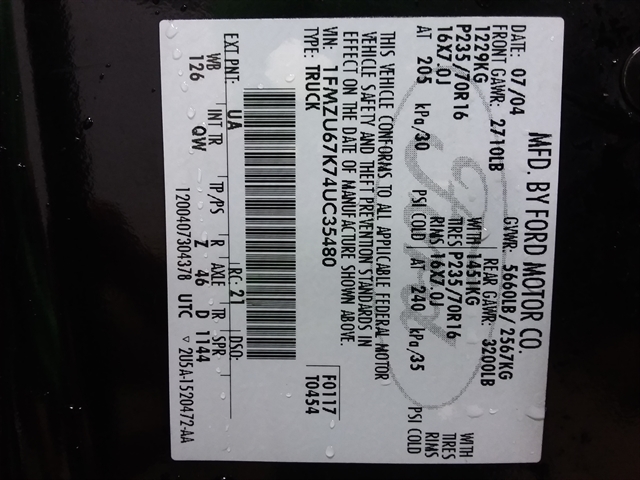 MFD. BY FORD MOTOR CO.
DATE: 07/04 GVWR: 5660LB / 2567KG
FRONT GAWR: 2710LB REAR GAWR: 3200LB
1229KG WITH 1451KG WITH
P235/70R16 TIRES P235/70R16 TIRES
16X7.0J RIMS 16X7.0J RIMS
AT 205 kPa/30 PSI COLD AT 240 kPa/35 PSI COLD
THIS VEHICLE CONFORMS TO ALL APPLICABLE FEDERAL MOTOR
VEHICLE SAFETY AND THEFT PREVENTION STANDARDS IN
EFFECT ON THE DATE OF MANUFACTURE SHOWN ABOVE.
VIN: 1FMZU67K74UC35480 F0117
TYPE: TRUCK T0454
EXT PNT: UA RC: 21 DSO:
WB INT TR TP/PS R AXLE TR SPR
126 QW Z 46 D 1144
1200407304378 UTC ▽ 2U5A-1520472-AA
Ford